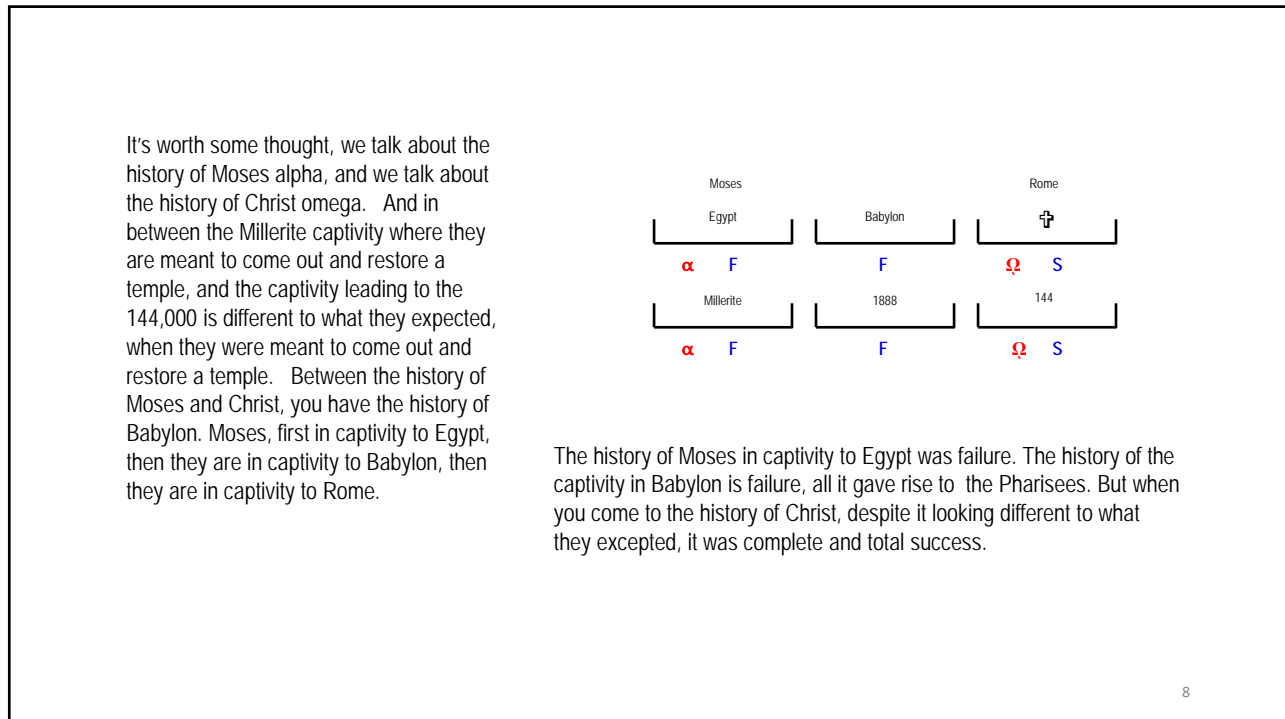 It's worth some thought, we talk about the
history of Moses alpha, and we talk about
the history of Christ omega.   And in
between the Millerite captivity where they
are meant to come out and restore a
temple, and the captivity leading to the
144,000 is different to what they expected,
when they were meant to come out and
restore a temple.   Between the history of
Moses and Christ, you have the history of
Babylon. Moses, first in captivity to Egypt,
then they are in captivity to Babylon, then
they are in captivity to Rome.
Moses Rome
Egypt Babylon ✞
α F F ᾨ S
Millerite 1888 144
α F F ᾨ S
The history of Moses in captivity to Egypt was failure. The history of the
captivity in Babylon is failure, all it gave rise to  the Pharisees. But when
you come to the history of Christ, despite it looking different to what
they excepted, it was complete and total success.
8